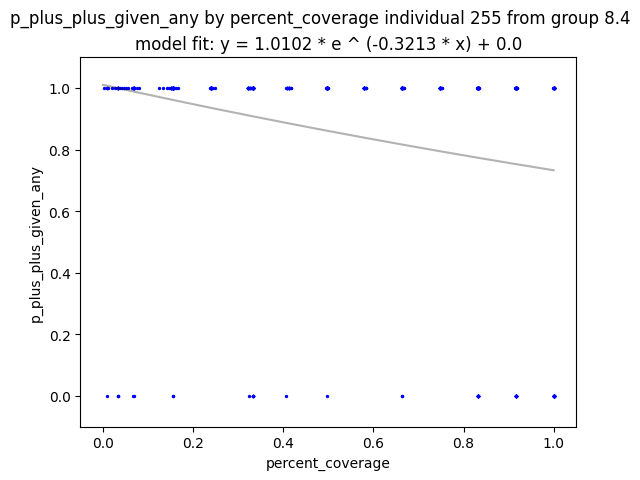 p_plus_plus_given_any by percent_coverage individual 255 from group 8.4
model fit: y = 1.0102 * e ^ (-0.3213 * x) + 0.0
1.0
0.8
0.6
0.4
0.2
0.0
p_plus_plus_given_any
0.0 0.2 0.4 0.6 0.8 1.0
percent_coverage